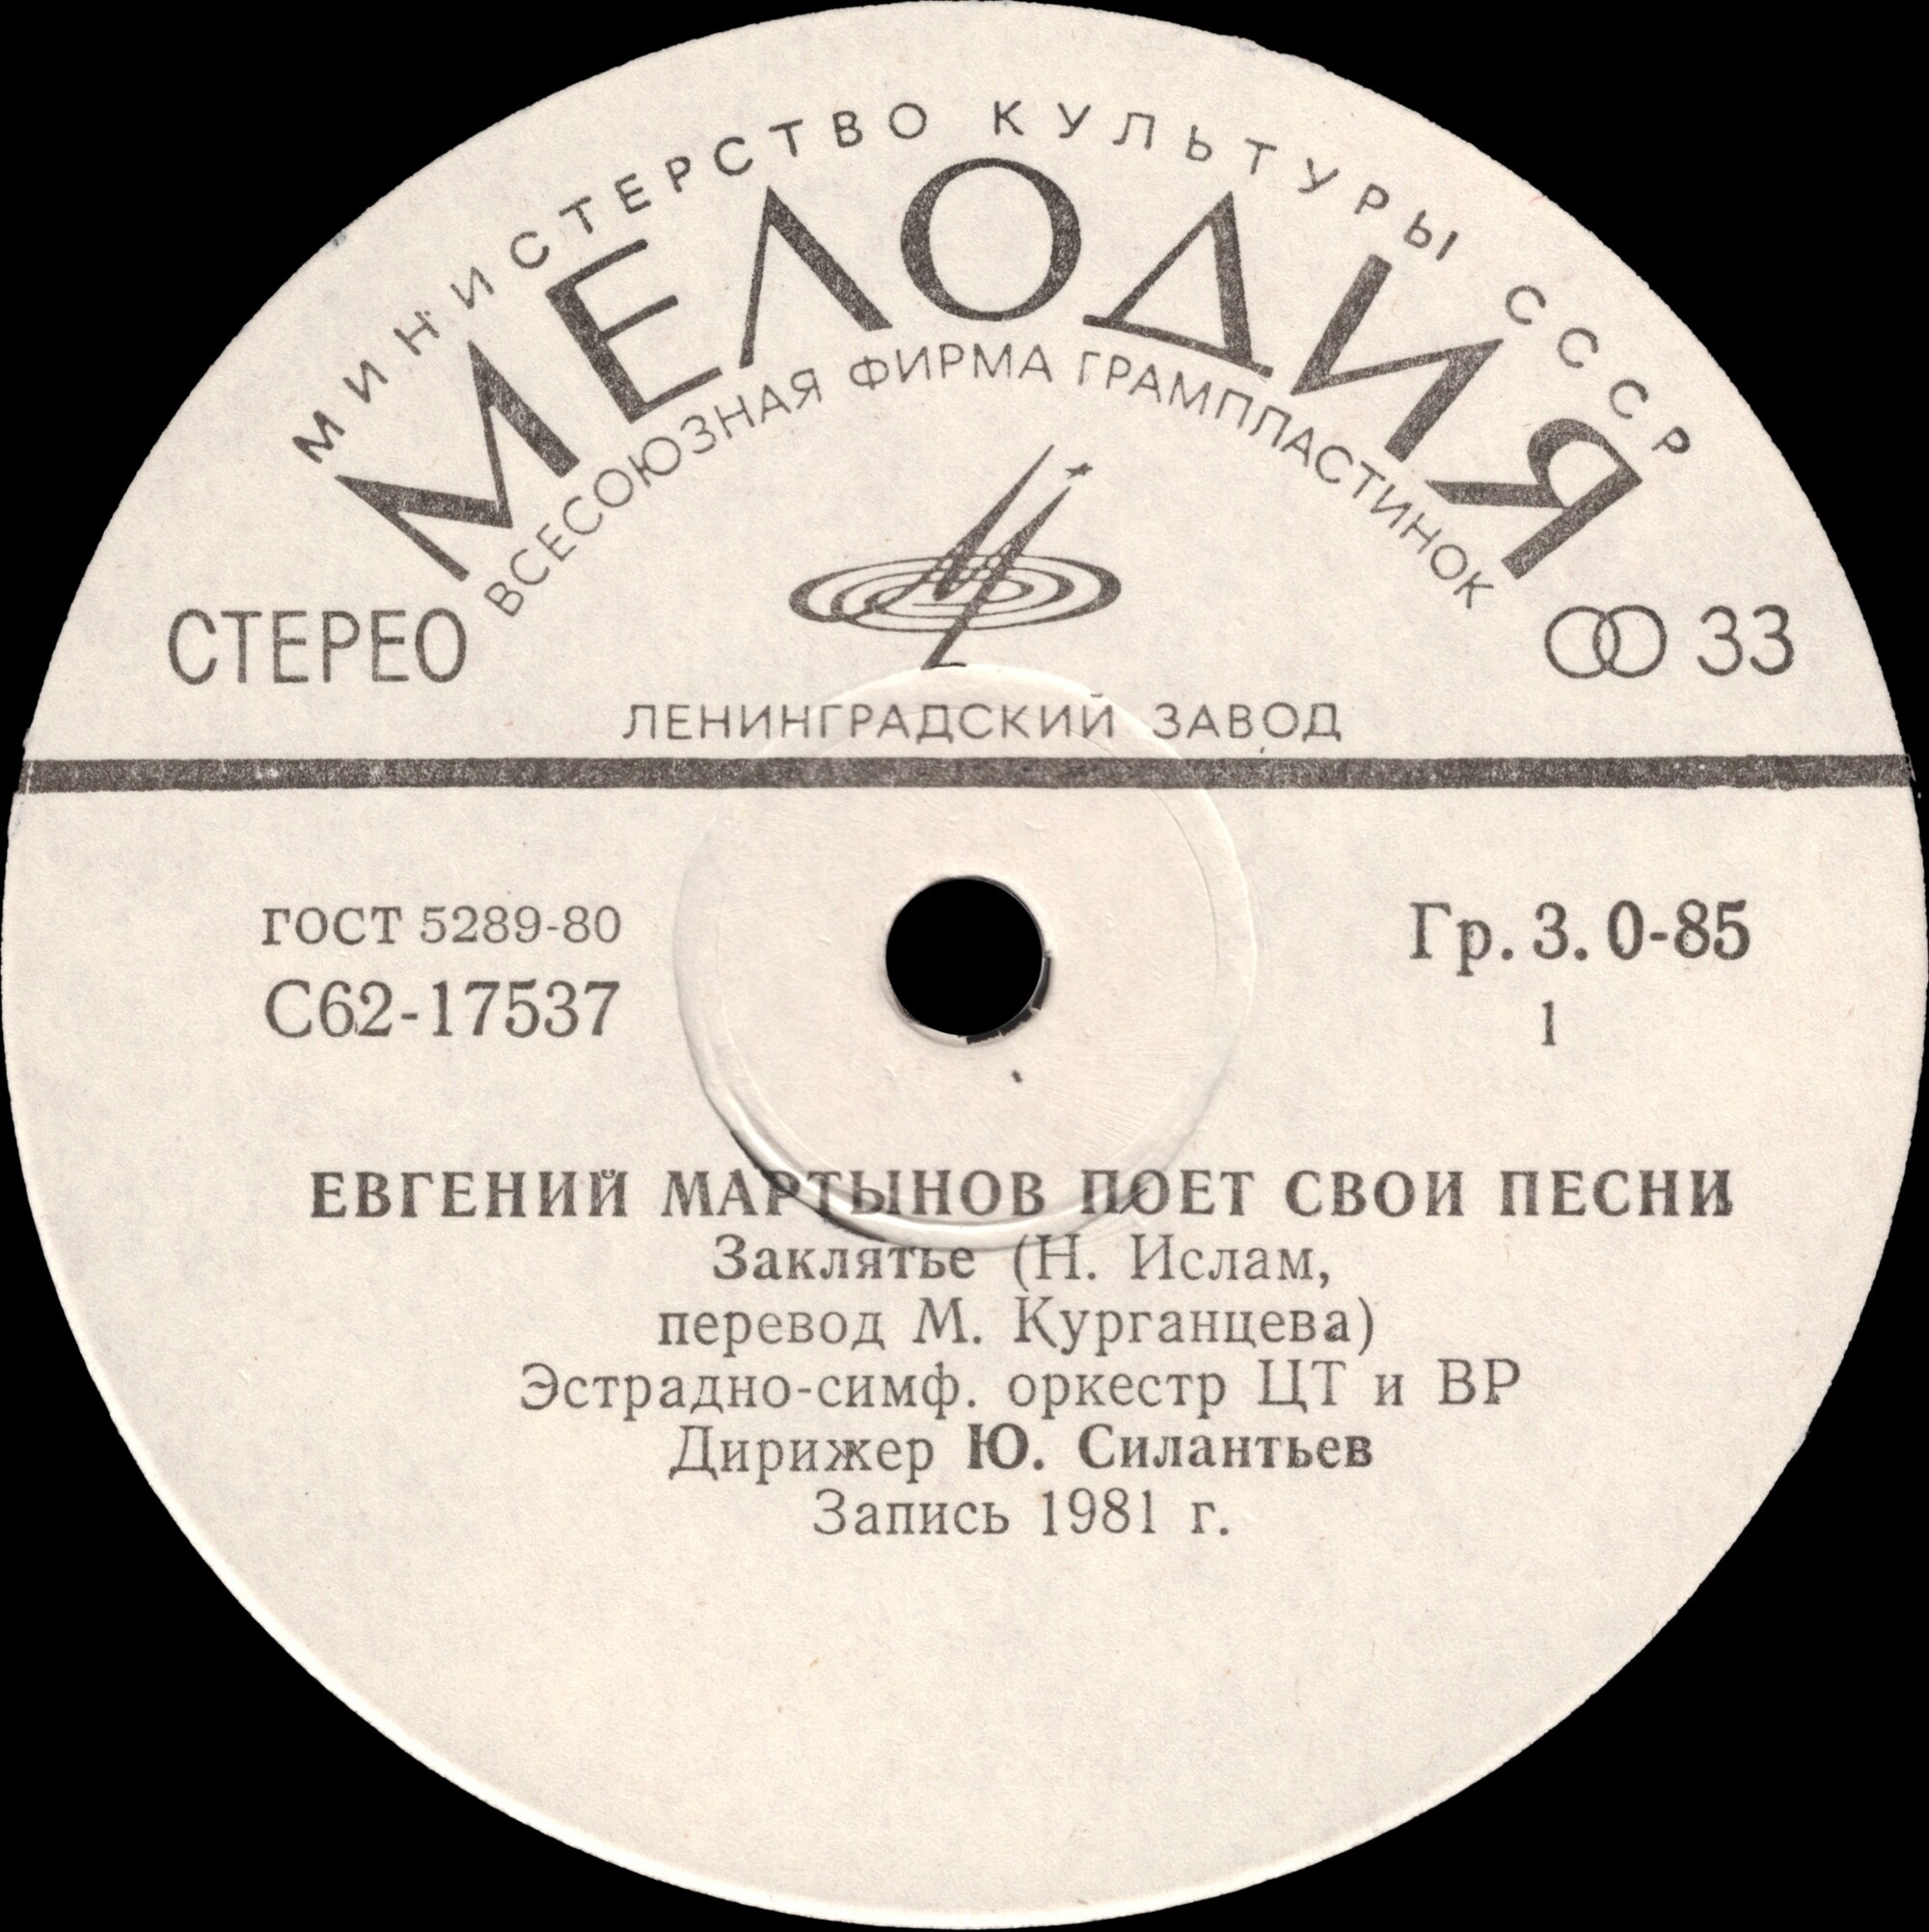 МИНИСТЕРСТВО КУЛЬТУРЫ СССР
МЕЛОДИЯ
ВСЕСОЮЗНАЯ ФИРМА ГРАМПЛАСТИНОК
СТЕРЕО
33
ЛЕНИНГРАДСКИЙ ЗАВОД
ГОСТ 5289-80
Гр. 3. 0-85
С62-17537
1
ЕВГЕНИЙ МАРТЫНОВ ПОЕТ СВОИ ПЕСНИ
Заклятье (Н. Ислам,
перевод М. Курганцева)
Эстрадно-симф. оркестр ЦТ и ВР
Дирижер Ю. Силантьев
Запись 1981 г.